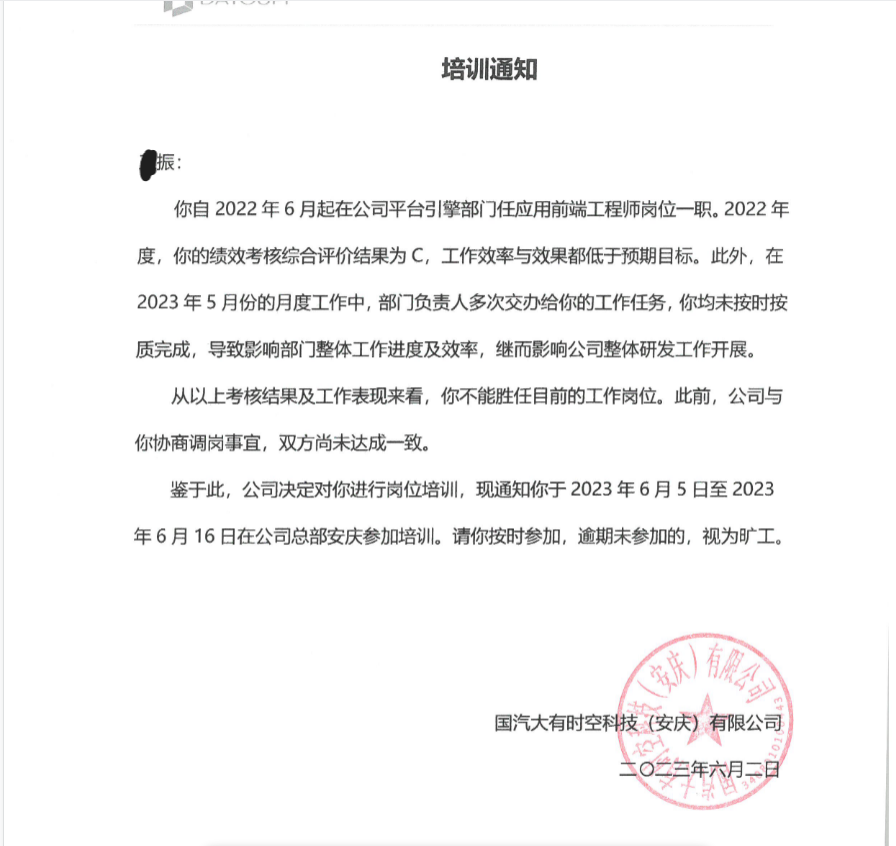 培训通知
振：
你自 2022 年 6 月起在公司平台引擎部门任应用前端工程师岗位一职。2022 年
度，你的绩效考核综合评价结果为 C，工作效率与效果都低于预期目标。此外，在
2023 年 5 月份的月度工作中，部门负责人多次交办给你的工作任务，你均未按时按
质完成，导致影响部门整体工作进度及效率，继而影响公司整体研发工作开展。
从以上考核结果及工作表现来看，你不能胜任目前的工作岗位。此前，公司与
你协商调岗事宜，双方尚未达成一致。
鉴于此，公司决定对你进行岗位培训，现通知你于 2023 年 6 月 5 日至 2023
年 6 月 16 日在公司总部安庆参加培训。请你按时参加，逾期未参加的，视为旷工。
国汽大有时空科技（安庆）有限公司
二〇二三年六月二日
国汽大有时空科技（安庆）有限公司